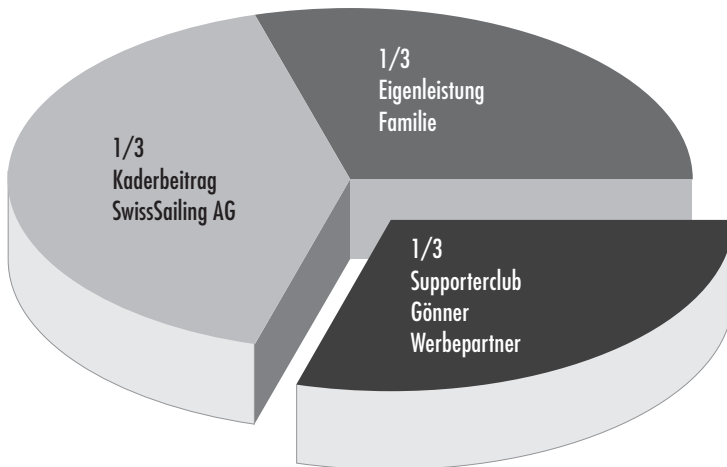 1/3
Eigenleistung
Familie
1/3
Kaderbeitrag
SwissSailing AG
1/3
Supporterclub
Gönner
Werbepartner